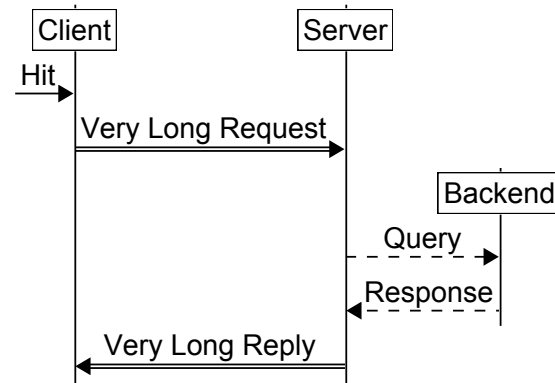 Client
Server
Hit
Very Long Request
Backend
Query
Response
Very Long Reply